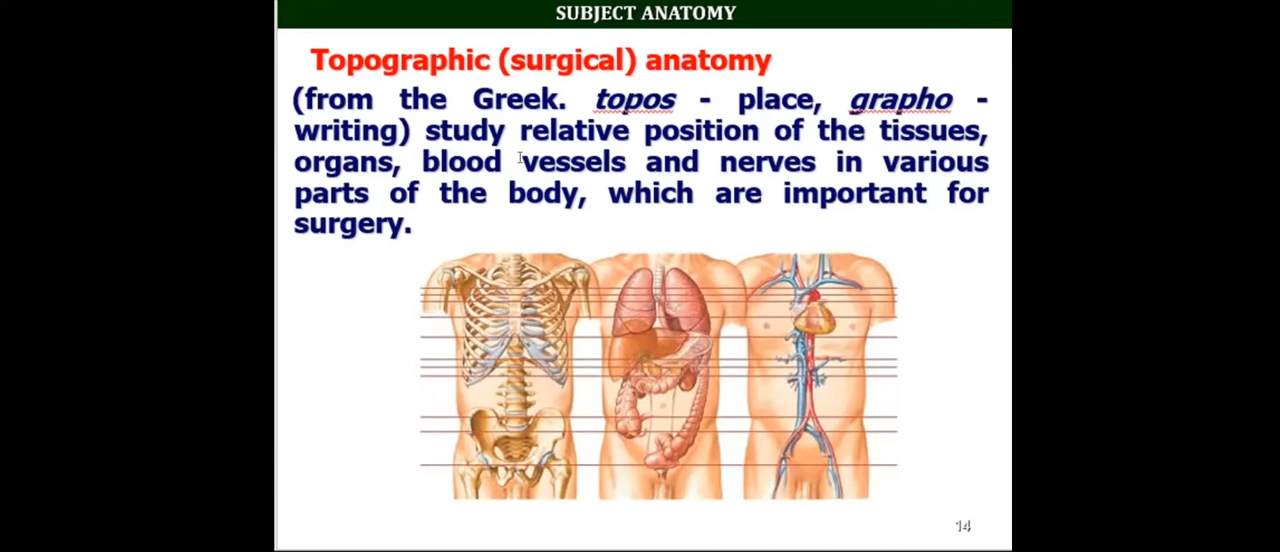 SUBJECT ANATOMY
Topographic (surgical) anatomy
(from the Greek. topos - place, grapho -
writing) study relative position of the tissues,
organs, blood vessels and nerves in various
parts of the body, which are important for
surgery.
14